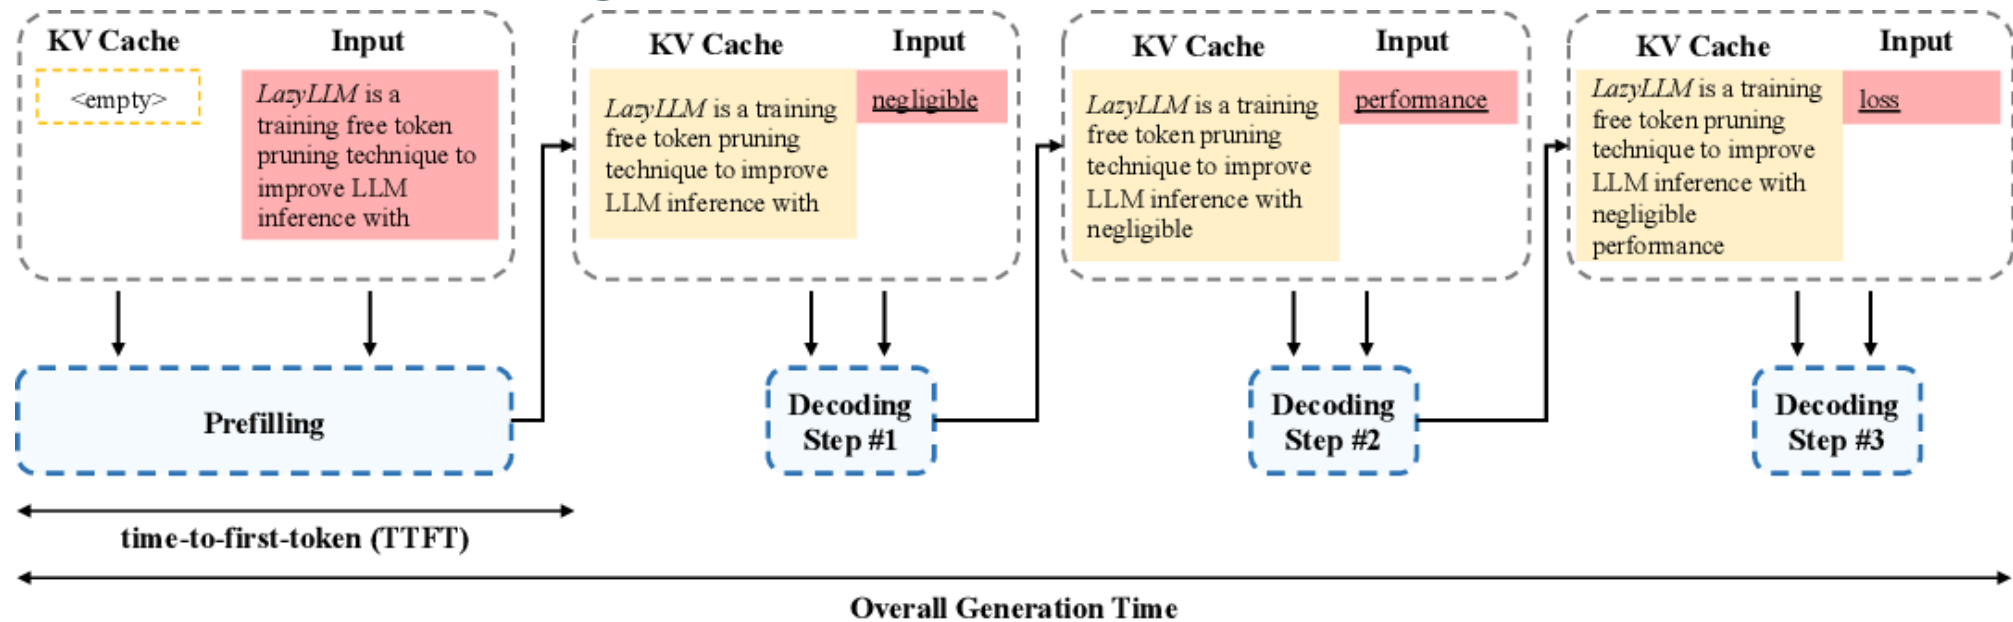 KV Cache
Input
<empty>
LazyLLM is a
training free token
pruning technique to
improve LLM
inference with
KV Cache
Input
LazyLLM is a training
free token pruning
technique to improve
LLM inference with
negligible
KV Cache
Input
LazyLLM is a training
free token pruning
technique to improve
LLM inference with
negligible
performance
KV Cache
Input
LazyLLM is a training
free token pruning
technique to improve
LLM inference with
negligible
performance
loss
Prefilling
Decoding
Step #1
Decoding
Step #2
Decoding
Step #3
time-to-first-token (TTFT)
Overall Generation Time